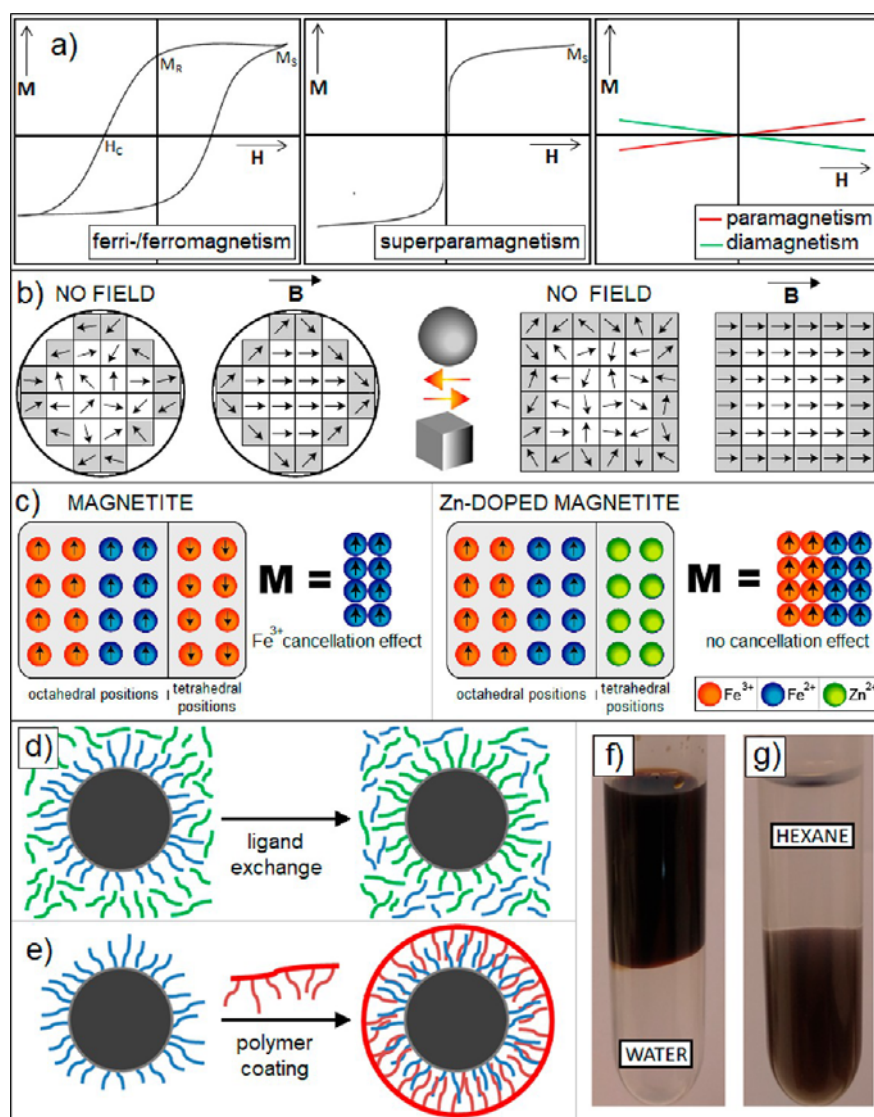 a)
M
M_R
M_S
H_C
H
ferri-/ferromagnetism
M
M_S
H
superparamagnetism
M
H
paramagnetism
diamagnetism
b)
NO FIELD
B
NO FIELD
B
c)
MAGNETITE
M =
Fe3+ cancellation effect
octahedral positions
tetrahedral
positions
Zn-DOPED MAGNETITE
M =
no cancellation effect
octahedral positions
tetrahedral
positions
Fe3+
Fe2+
Zn2+
d)
ligand
exchange
e)
polymer
coating
f)
WATER
g)
HEXANE